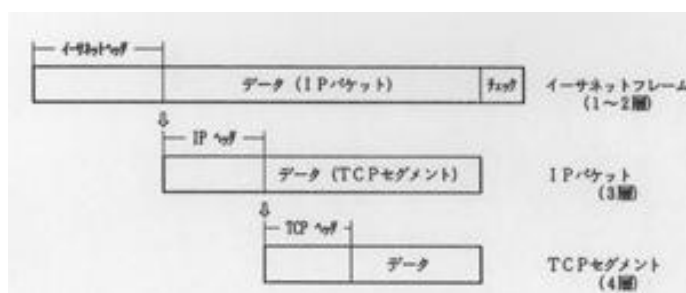 イーサネットヘッダ
データ(IPパケット)
チェック
イーサネットフレーム
(1~2層)
IP ヘッダ
データ(TCPセグメント)
IPパケット
(3層)
TCP ヘッダ
データ
TCPセグメント
(4層)